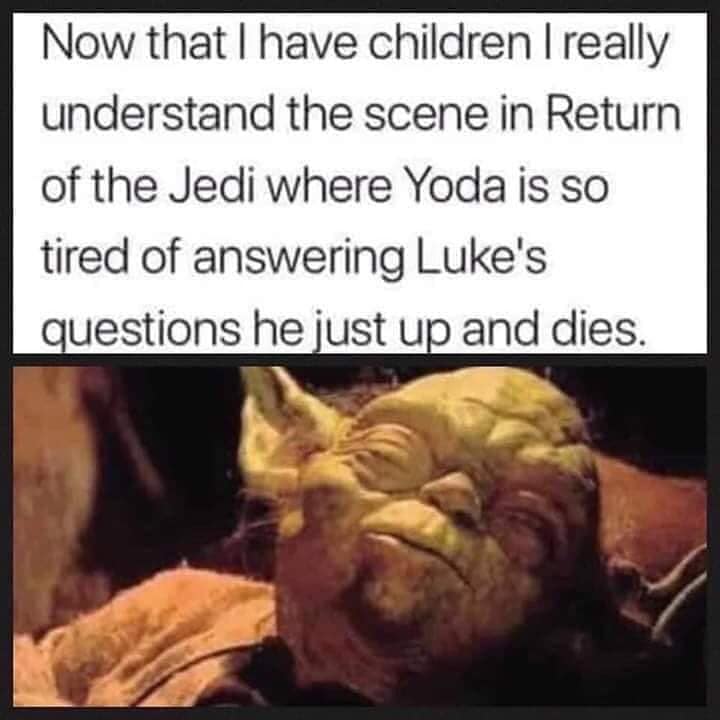 Now that I have children I really
understand the scene in Return
of the Jedi where Yoda is so
tired of answering Luke's
questions he just up and dies.